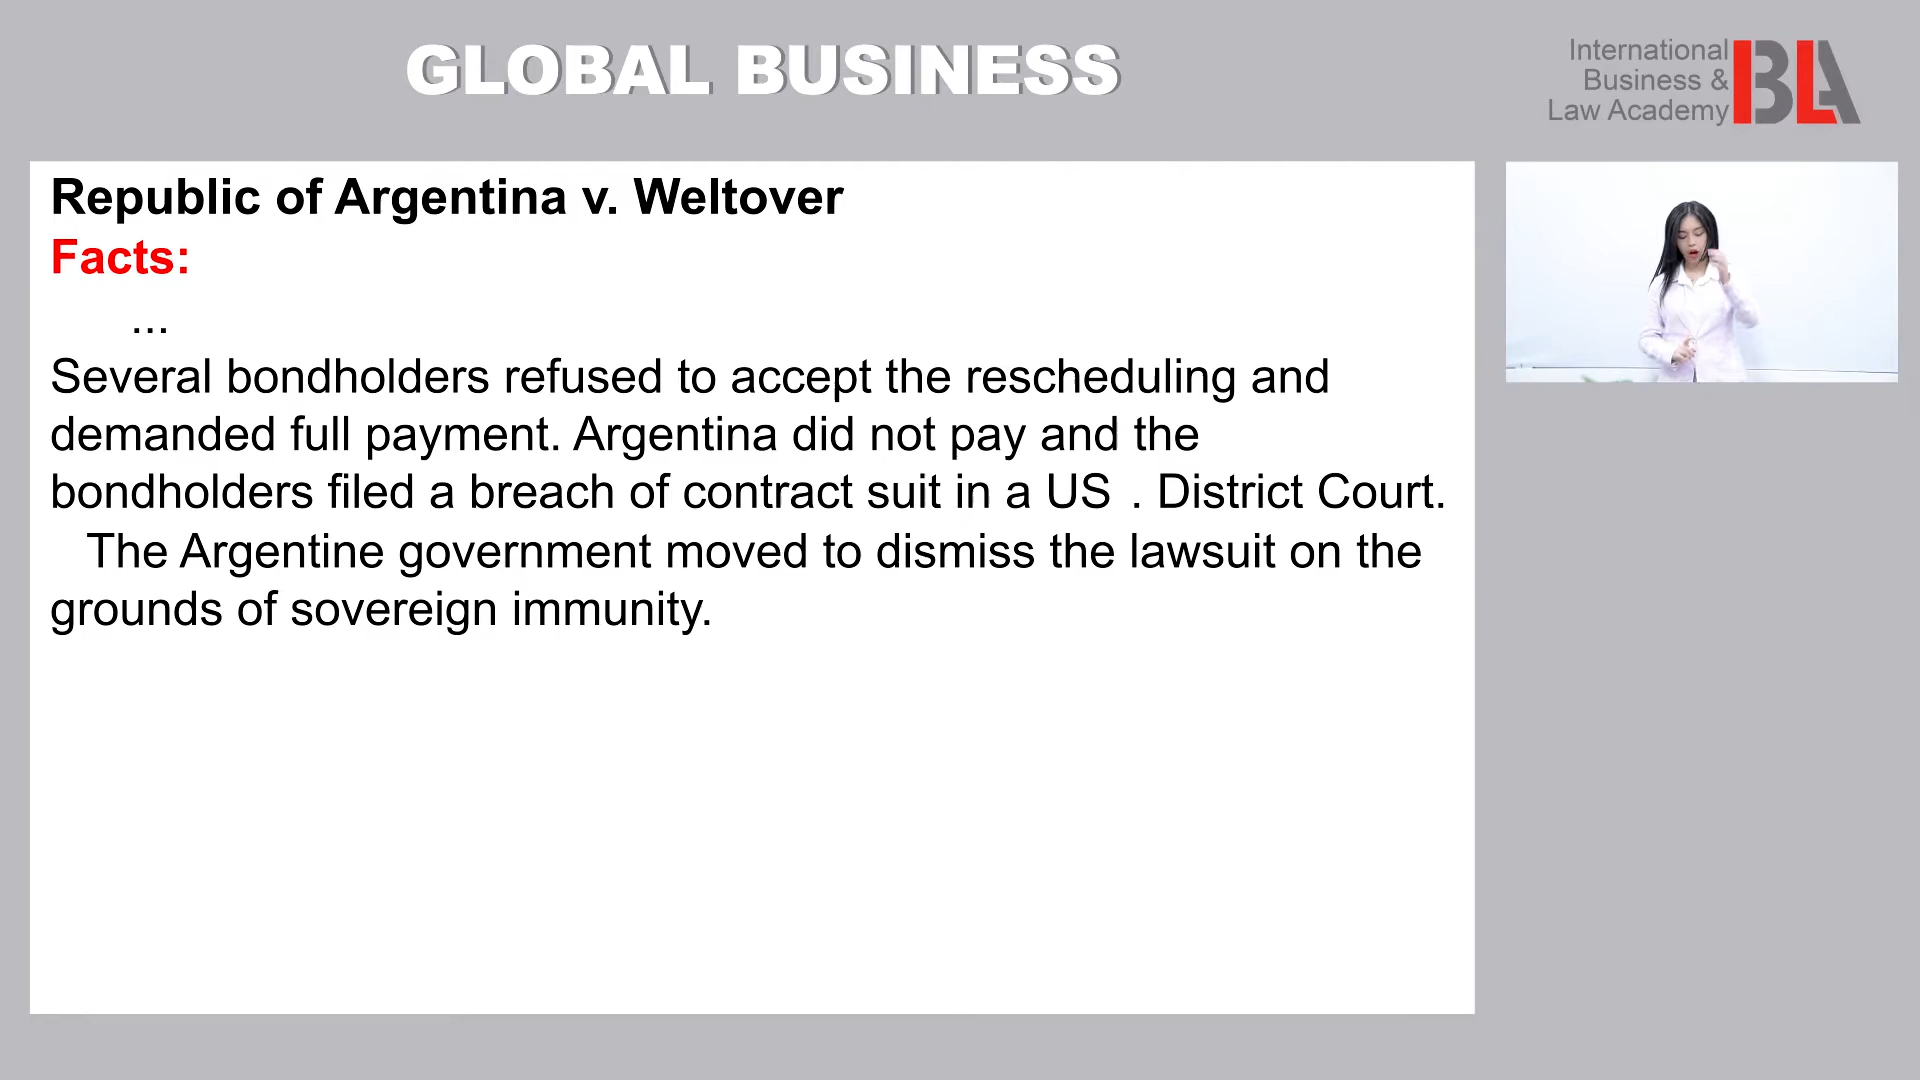 GLOBAL BUSINESS
International
Business &
Law Academy
IBLA
Republic of Argentina v. Weltover
Facts:
...
Several bondholders refused to accept the rescheduling and
demanded full payment. Argentina did not pay and the
bondholders filed a breach of contract suit in a US . District Court.
The Argentine government moved to dismiss the lawsuit on the
grounds of sovereign immunity.